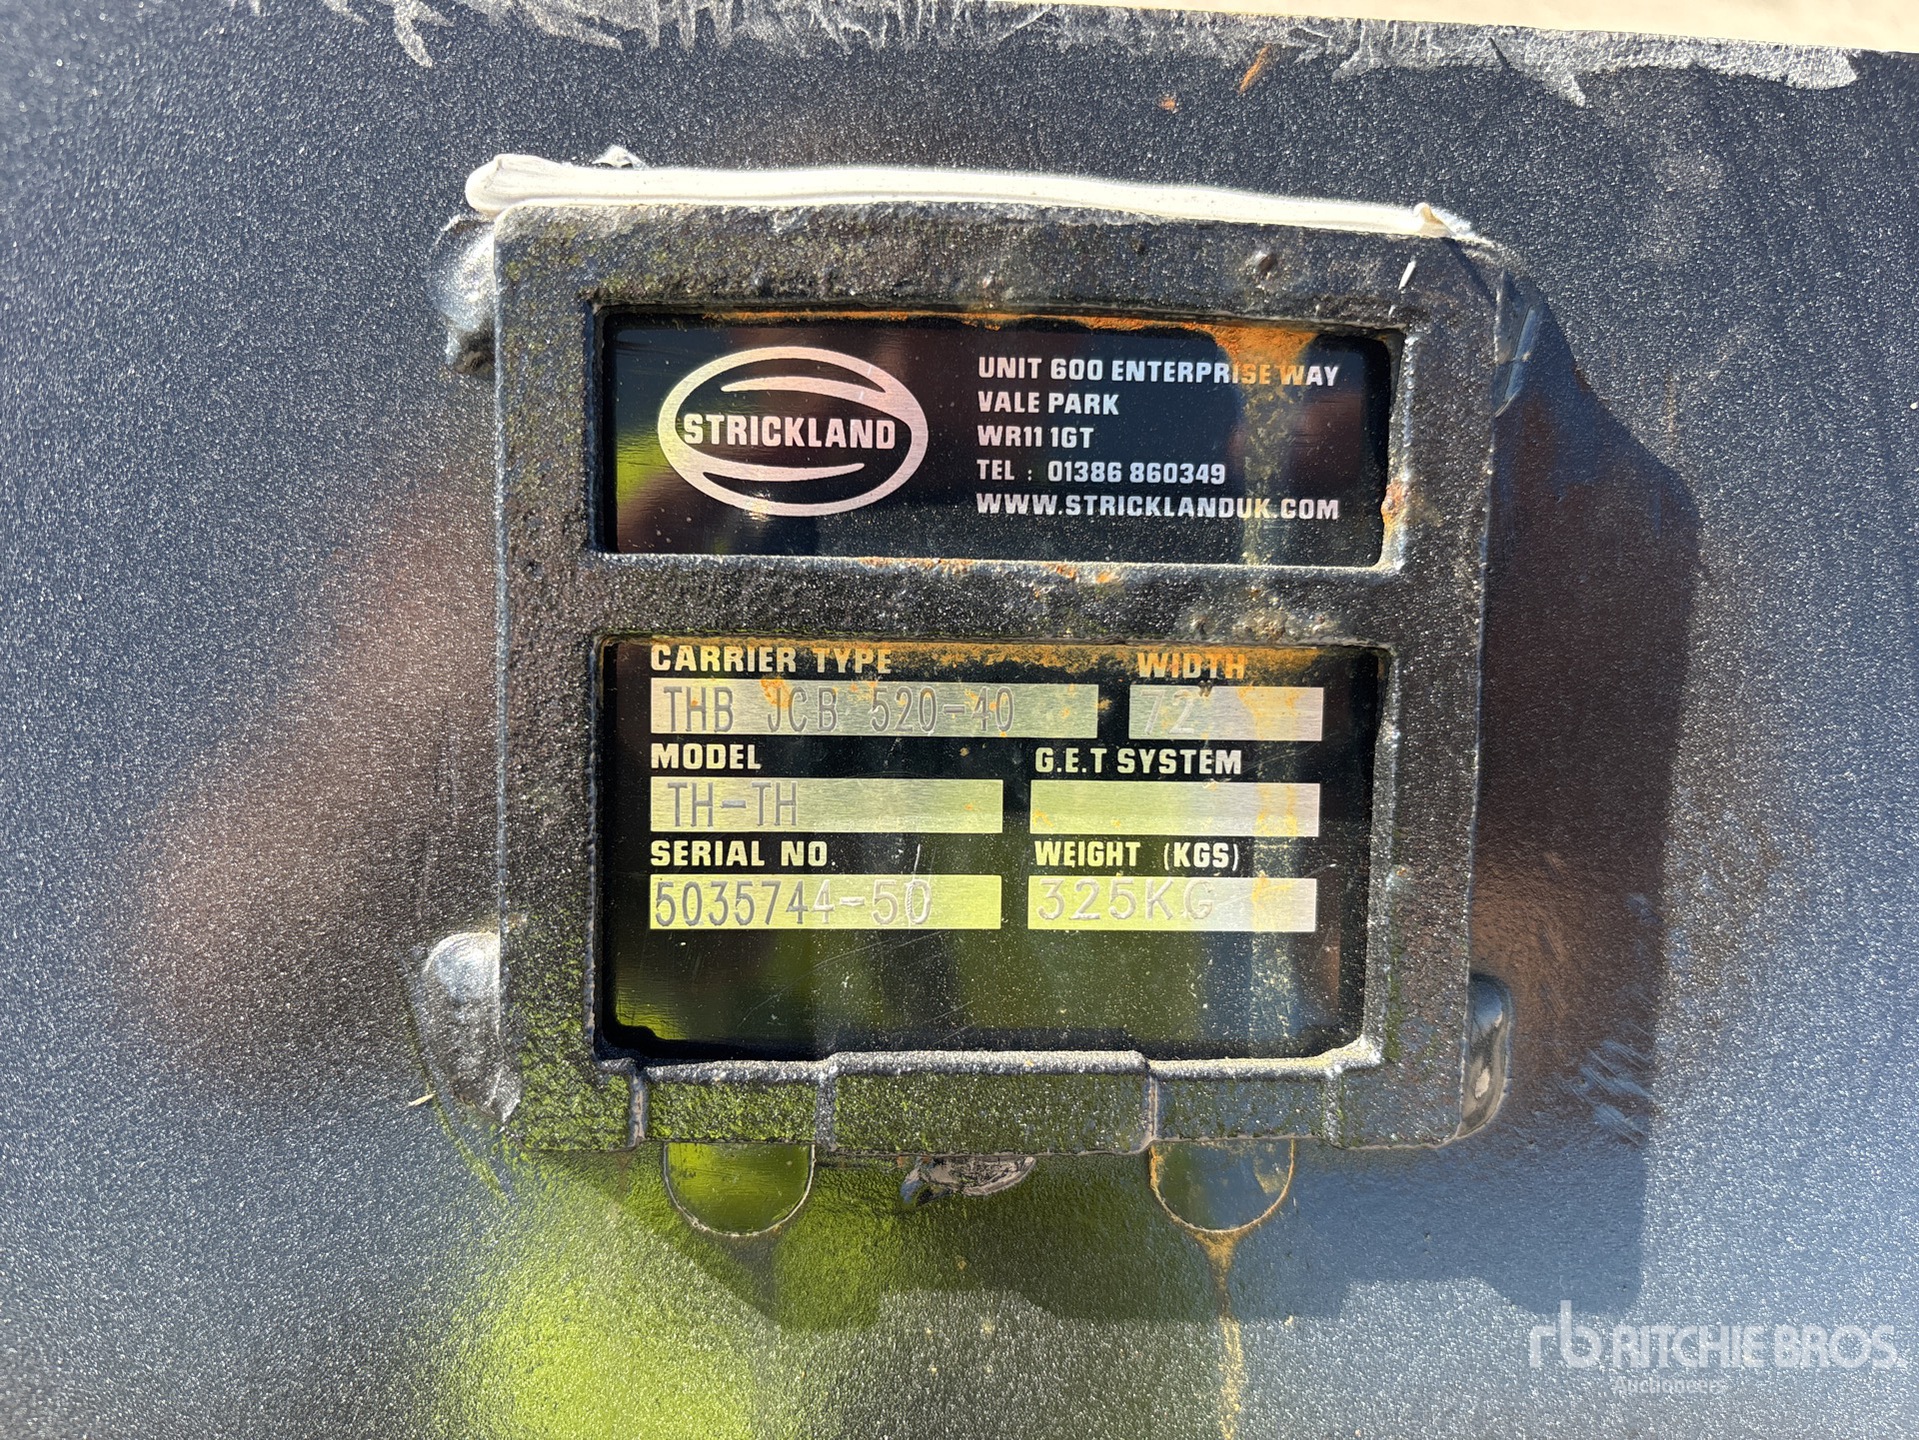 STRICKLAND
UNIT 600 ENTERPRISE WAY
VALE PARK
WR11 1GT
TEL : 01386 860349
WWW.STRICKLANDUK.COM
CARRIER TYPE WIDTH
THB JCB 520-40 72"
MODEL G.E.T SYSTEM
TH-TH
SERIAL NO. WEIGHT (KGS)
5035744-50 325KG
rb RITCHIE BROS.
Auctioneers